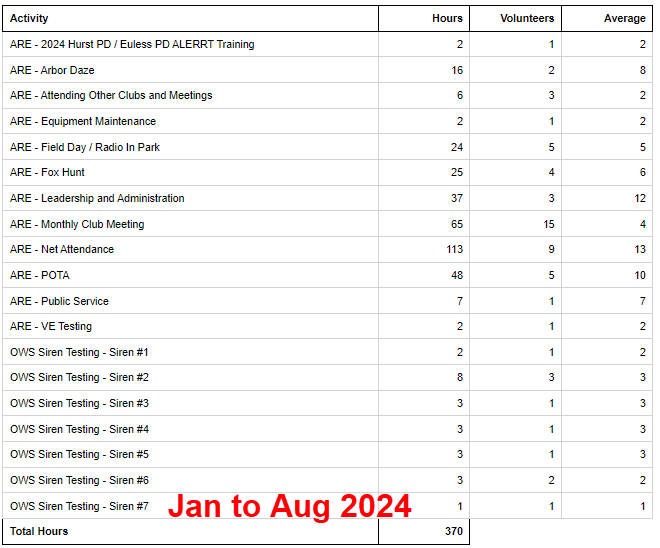 Activity Hours Volunteers Average
ARE - 2024 Hurst PD / Euless PD ALERRT Training 2 1 2
ARE - Arbor Daze 16 2 8
ARE - Attending Other Clubs and Meetings 6 3 2
ARE - Equipment Maintenance 2 1 2
ARE - Field Day / Radio In Park 24 5 5
ARE - Fox Hunt 25 4 6
ARE - Leadership and Administration 37 3 12
ARE - Monthly Club Meeting 65 15 4
ARE - Net Attendance 113 9 13
ARE - POTA 48 5 10
ARE - Public Service 7 1 7
ARE - VE Testing 2 1 2
OWS Siren Testing - Siren #1 2 1 2
OWS Siren Testing - Siren #2 8 3 3
OWS Siren Testing - Siren #3 3 1 3
OWS Siren Testing - Siren #4 3 1 3
OWS Siren Testing - Siren #5 3 1 3
OWS Siren Testing - Siren #6 3 2 2
OWS Siren Testing - Siren #7 Jan to Aug 2024 1 1 1
Total Hours 370